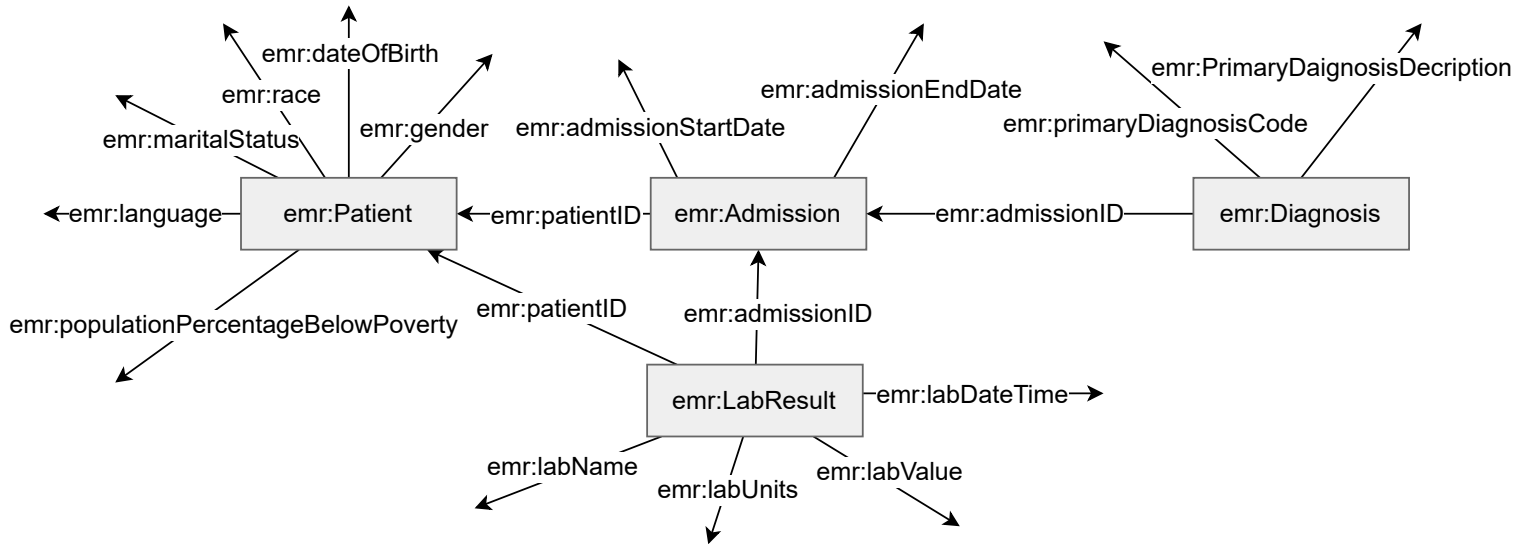 emr:dateOfBirth
emr:race
emr:gender
emr:maritalStatus
emr:language
emr:Patient
emr:populationPercentageBelowPoverty
emr:patientID
emr:admissionStartDate
emr:admissionEndDate
emr:Admission
emr:admissionID
emr:PrimaryDaignosisDecription
emr:primaryDiagnosisCode
emr:Diagnosis
emr:patientID
emr:admissionID
emr:LabResult
emr:labDateTime
emr:labName
emr:labUnits
emr:labValue